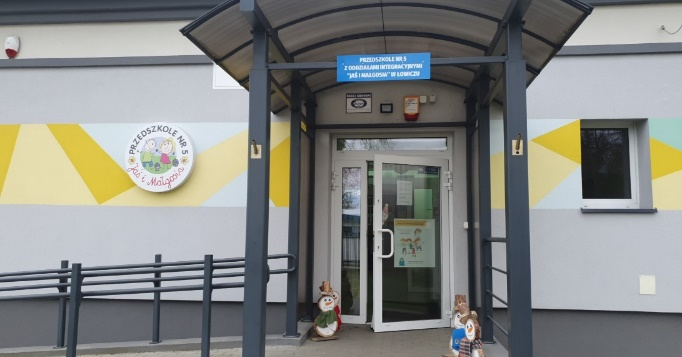 PRZEDSZKOLE NR 5
Z ODDZIAŁAMI INTEGRACYJNYMI
"JAŚ I MAŁGOSIA" W ŁOWICZU
PRZEDSZKOLE NR 5
Jaś i Małgosia